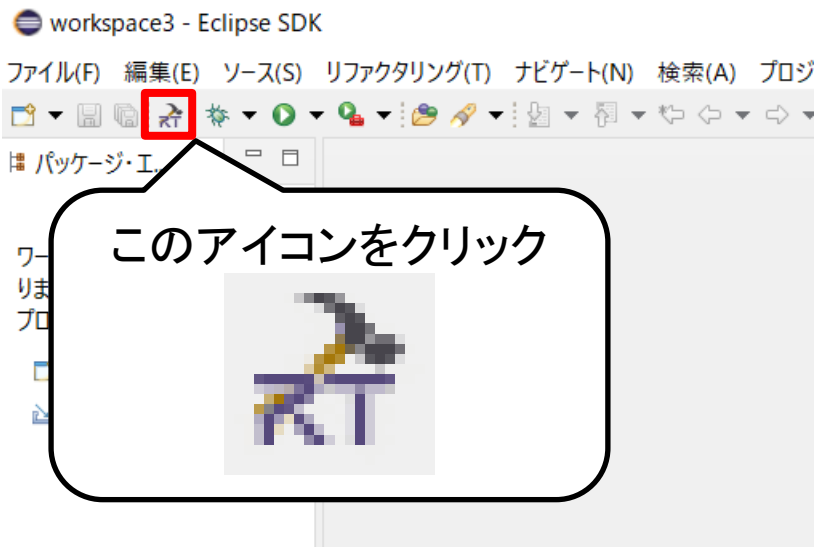 workspace3 - Eclipse SDK
ファイル(F) 編集(E) ソース(S) リファクタリング(T) ナビゲート(N) 検索(A) プロジ
RT
パッケージ・エ..
このアイコンをクリック
ワー
りま
プロ
RT